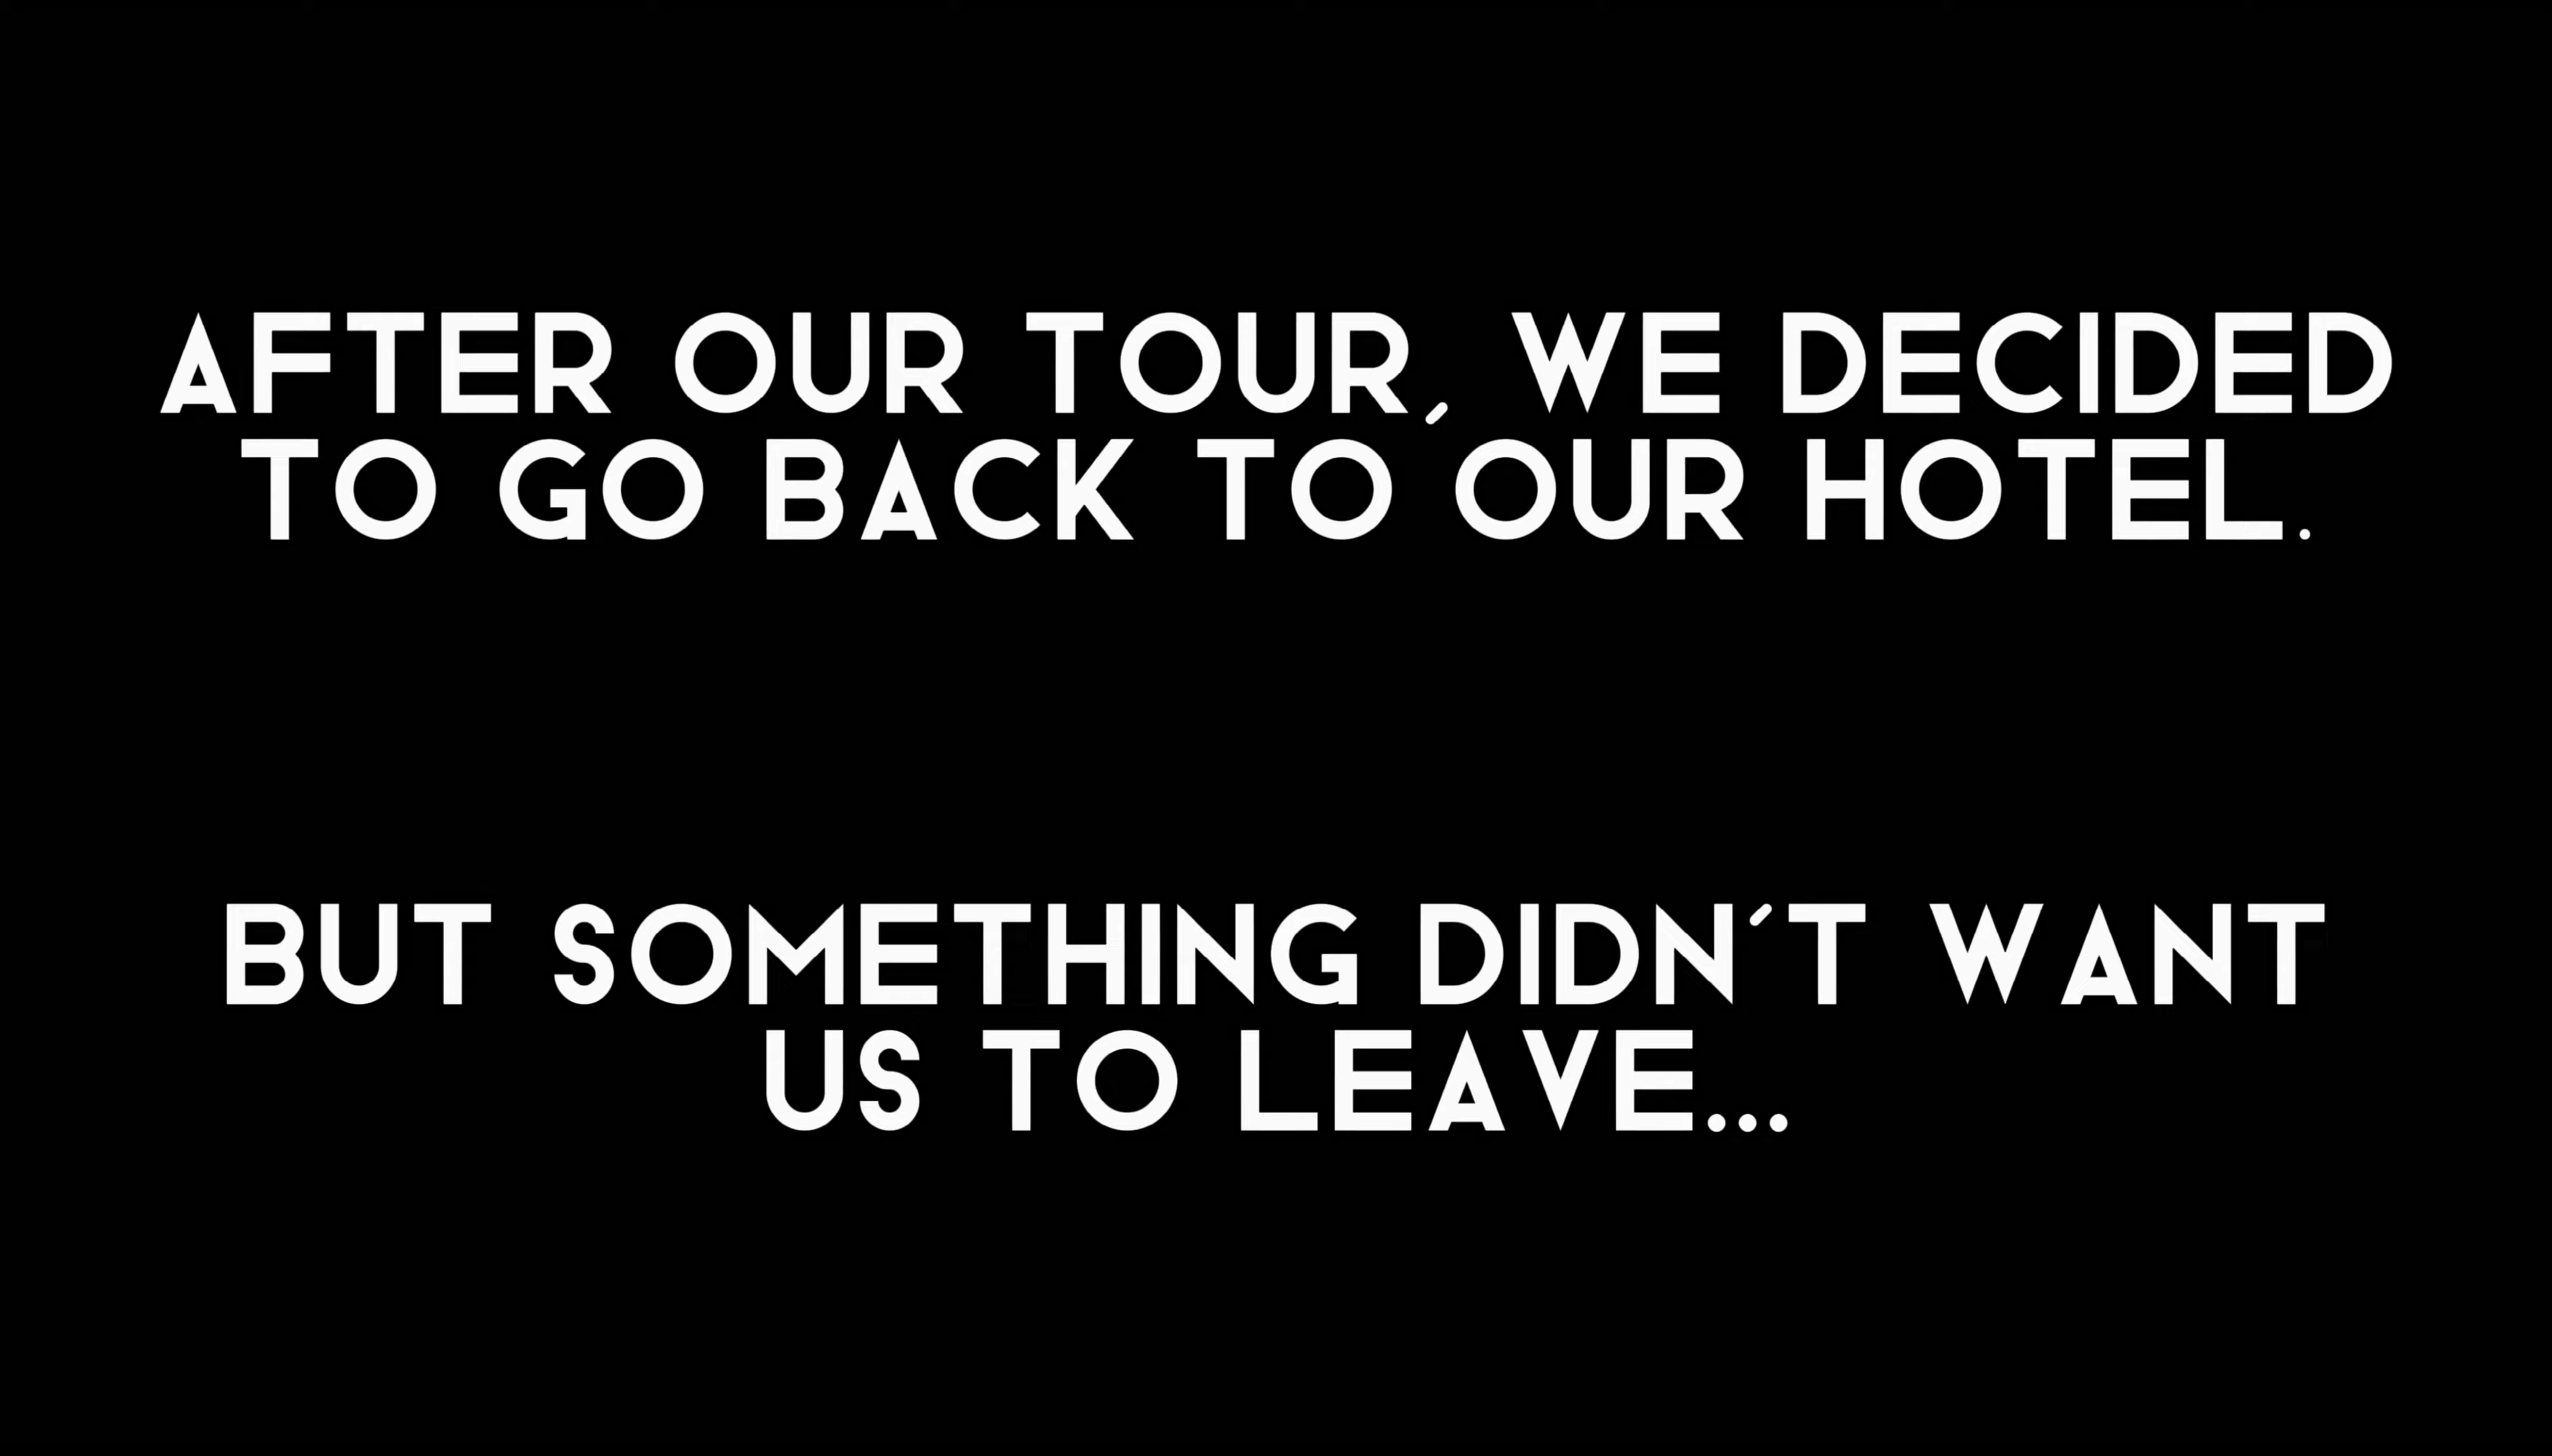 AFTER OUR TOUR, WE DECIDED
TO GO BACK TO OUR HOTEL.
BUT SOMETHING DIDN'T WANT
US TO LEAVE...